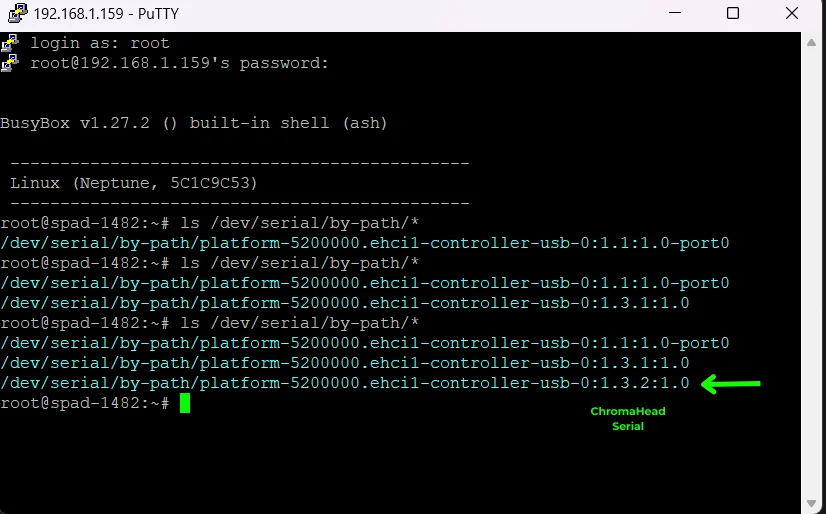 192.168.1.159 - PuTTY
login as: root
root@192.168.1.159's password:
BusyBox v1.27.2 () built-in shell (ash)
----------------------------------------------
Linux (Neptune, 5C1C9C53)
----------------------------------------------
root@spad-1482:~# ls /dev/serial/by-path/*
/dev/serial/by-path/platform-5200000.ehci1-controller-usb-0:1.1:1.0-port0
root@spad-1482:~# ls /dev/serial/by-path/*
/dev/serial/by-path/platform-5200000.ehci1-controller-usb-0:1.1:1.0-port0
/dev/serial/by-path/platform-5200000.ehci1-controller-usb-0:1.3.1:1.0
root@spad-1482:~# ls /dev/serial/by-path/*
/dev/serial/by-path/platform-5200000.ehci1-controller-usb-0:1.1:1.0-port0
/dev/serial/by-path/platform-5200000.ehci1-controller-usb-0:1.3.1:1.0
/dev/serial/by-path/platform-5200000.ehci1-controller-usb-0:1.3.2:1.0
root@spad-1482:~#
ChromaHead
Serial